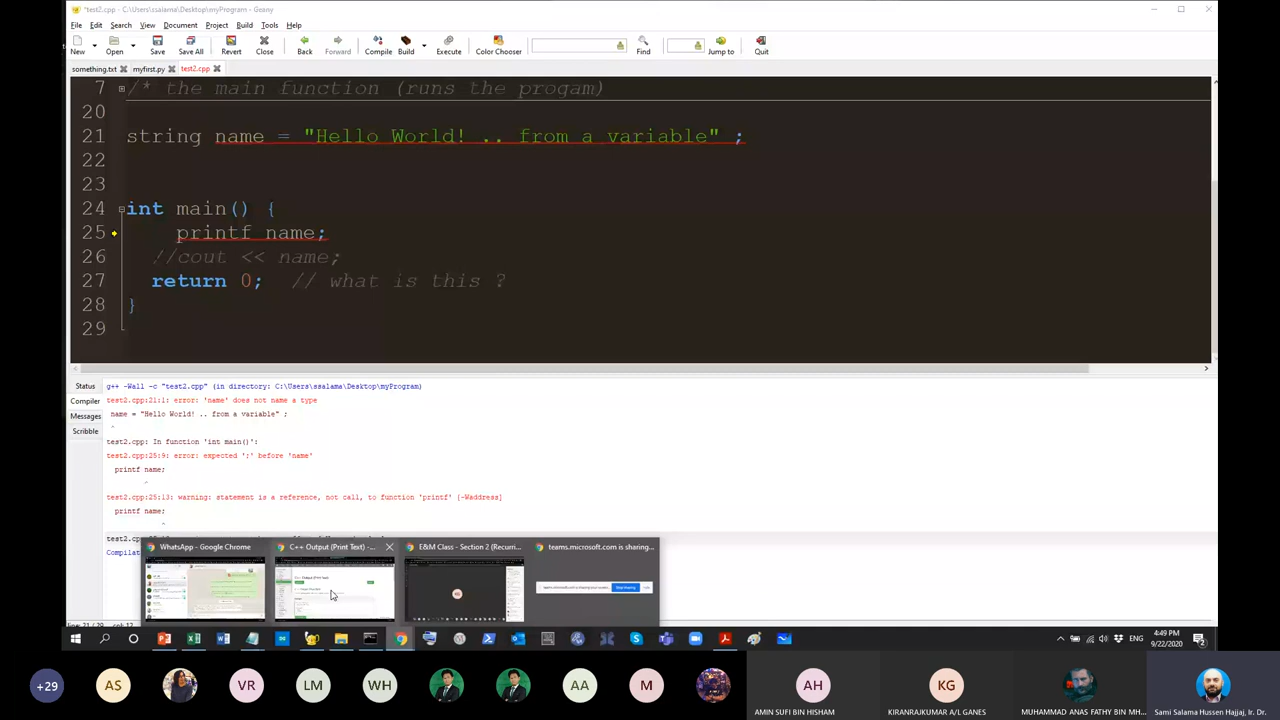 *test2.cpp - C:\Users\ssalama\Desktop\myProgram - Geany
File Edit Search View Document Project Build Tools Help
New Open Save Save All Revert Close Back Forward Compile Build Execute Color Chooser Find Jump to Quit
something.txt myfirst.py test2.cpp
7 /* the main function (runs the progam)
20
21 string name = "Hello World! .. from a variable" ;
22
23
24 int main() {
25 printf name;
26 //cout << name;
27 return 0; // what is this ?
28 }
29
Status
Compiler
Messages
Scribble
g++ -Wall -c "test2.cpp" (in directory: C:\Users\ssalama\Desktop\myProgram)
test2.cpp:21:1: error: 'name' does not name a type
name = "Hello World! .. from a variable" ;
^
test2.cpp: In function 'int main()':
test2.cpp:25:9: error: expected ';' before 'name'
printf name;
^
test2.cpp:25:13: warning: statement is a reference, not call, to function 'printf' [-Waddress]
printf name;
^
WhatsApp - Google Chrome
C++ Output (Print Text) -...
E&M Class - Section 2 (Recurri...
teams.microsoft.com is sharing...
ENG
4:49 PM
9/22/2020
+29 AS VR LM WH AA M AH KG
AMIN SUFI BIN HISHAM
KIRANRAJKUMAR A/L GANES
MUHAMMAD ANAS FATHY BIN MH...
Sami Salama Hussen Hajjaj, Ir. Dr.